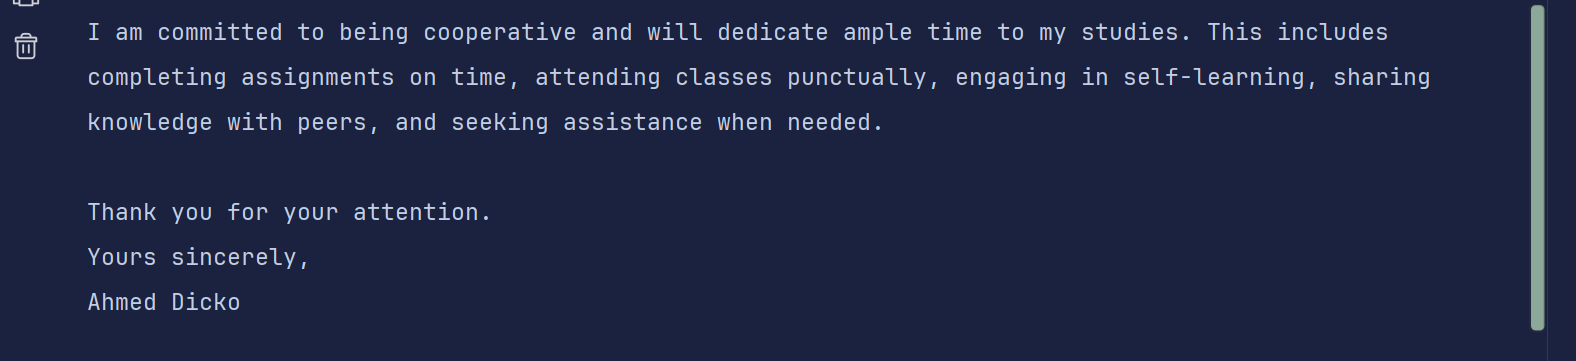 I am committed to being cooperative and will dedicate ample time to my studies. This includes
completing assignments on time, attending classes punctually, engaging in self-learning, sharing
knowledge with peers, and seeking assistance when needed.
Thank you for your attention.
Yours sincerely,
Ahmed Dicko